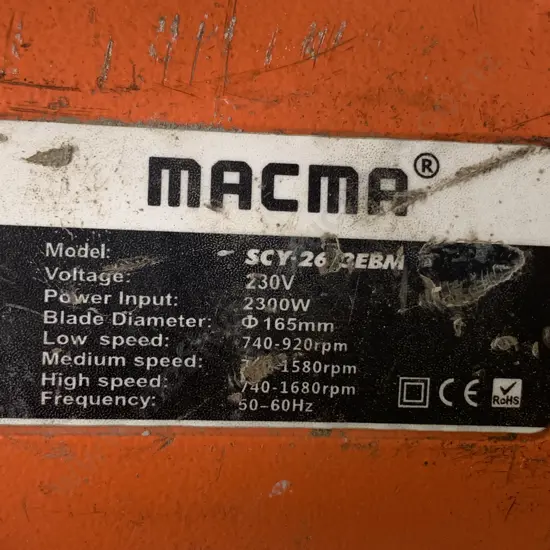 MACMA®
Model:
Voltage: 230V
Power Input: 2300W
Blade Diameter: Φ165mm
Low speed: 740-920rpm
Medium speed: -1580rpm
High speed: 740-1680rpm
Frequency: 50-60Hz
CE
RoHS